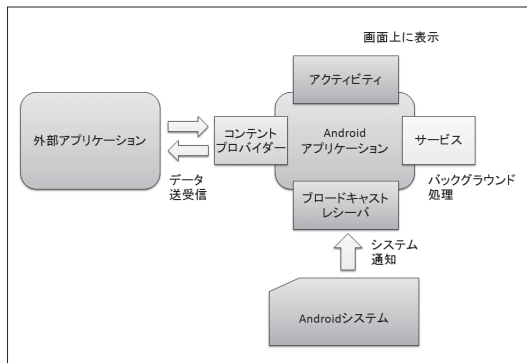 画面上に表示
アクティビティ
外部アプリケーション
コンテント
プロバイダー
Android
アプリケーション
サービス
データ
送受信
バックグラウンド
処理
ブロードキャスト
レシーバ
システム
通知
Androidシステム